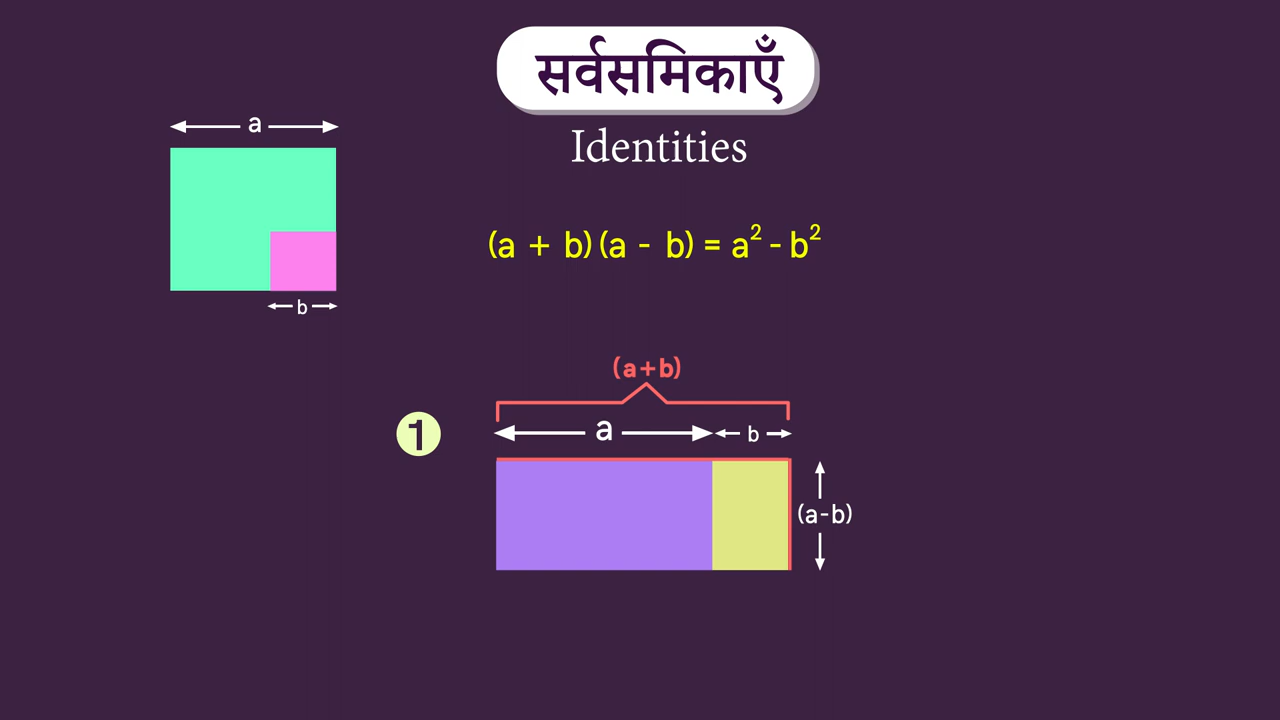 सर्वसमिकाएँ
Identities
a
b
(a + b)(a - b) = a² - b²
1
(a+b)
a
b
(a-b)